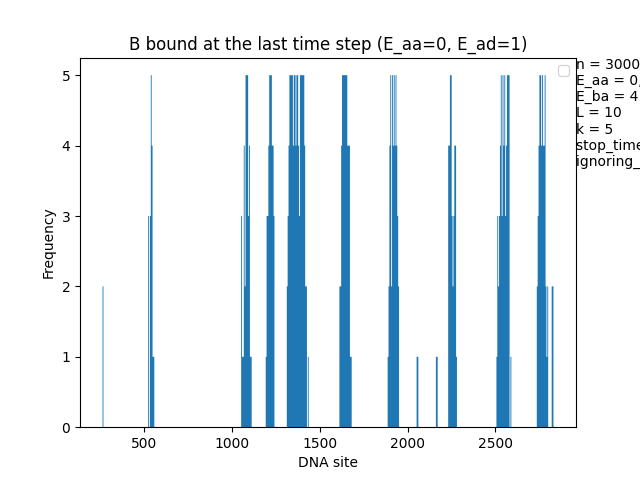 B bound at the last time step (E_aa=0, E_ad=1)
n = 3000
E_aa = 0,
E_ba = 4
L = 10
k = 5
stop_time
ignoring_
5
4
3
2
1
0
Frequency
500
1000
1500
2000
2500
DNA site